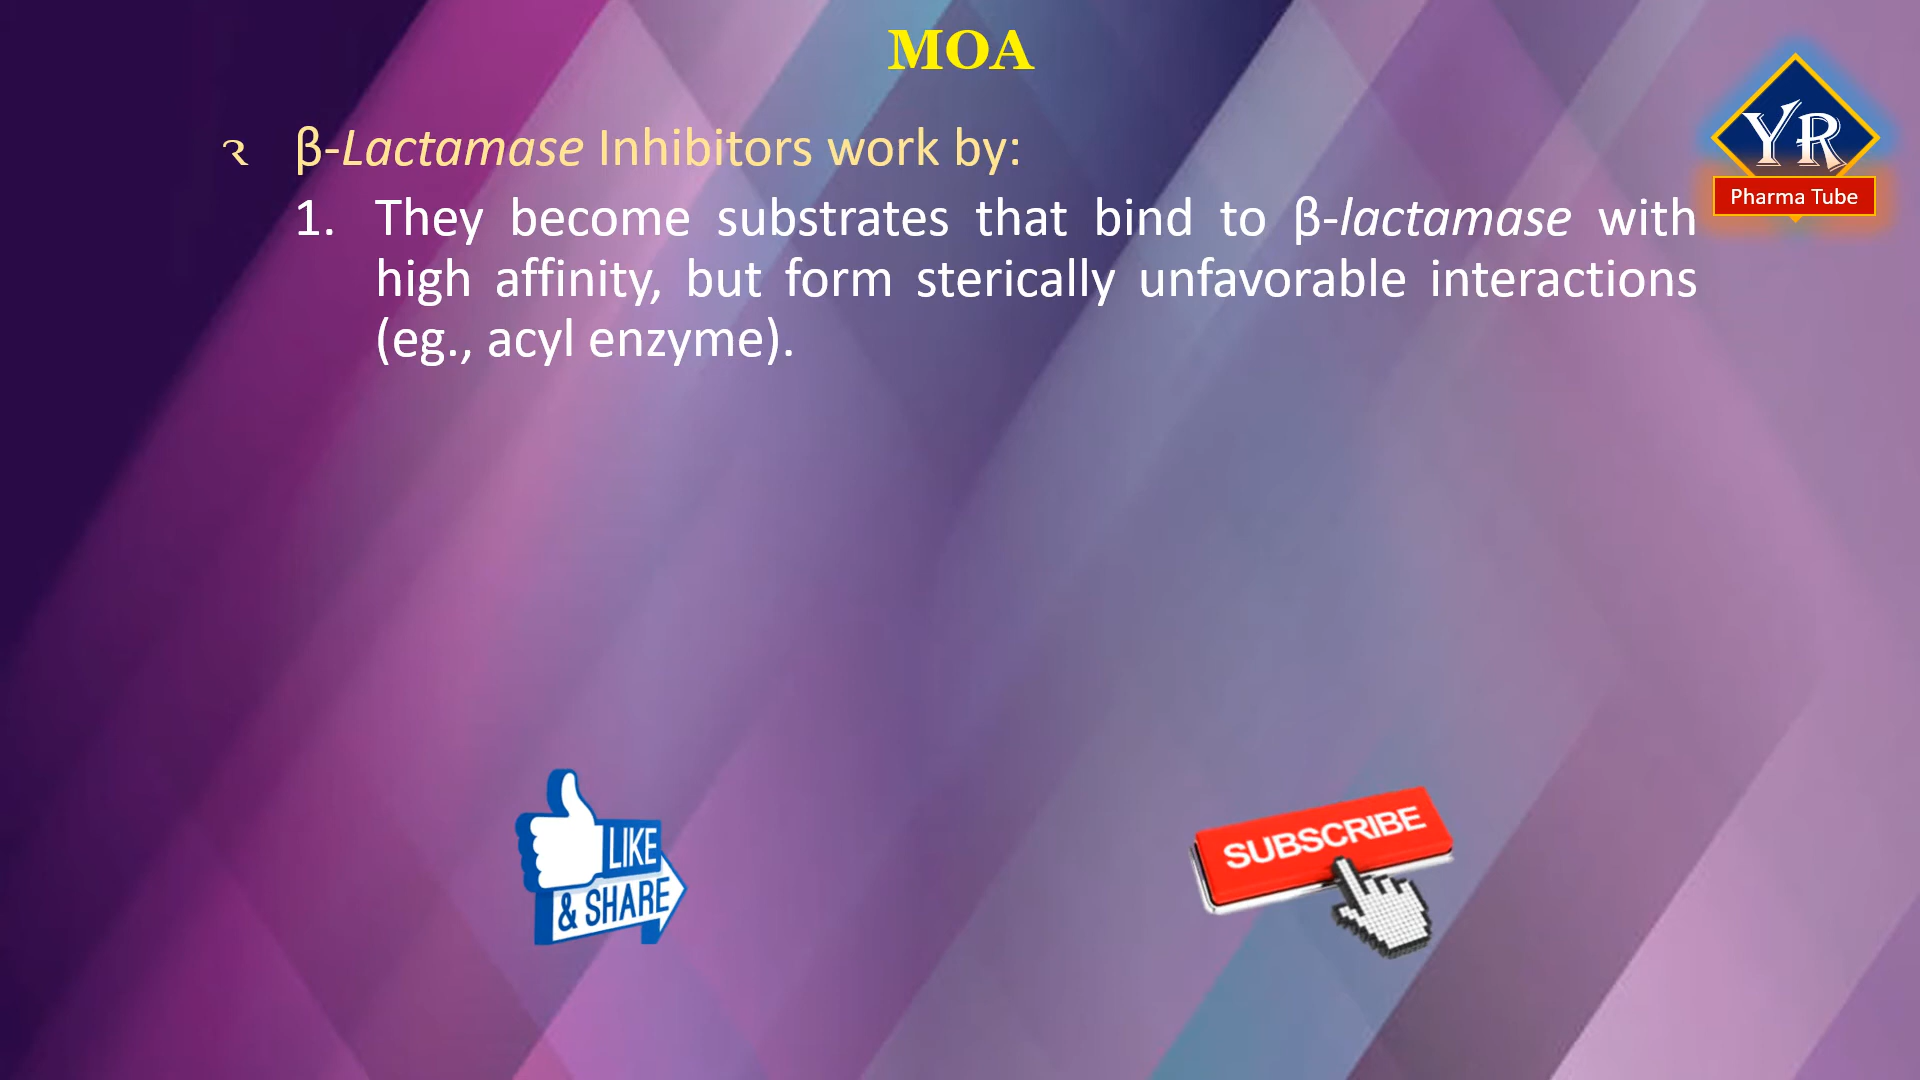 MOA
YR
Pharma Tube
β-Lactamase Inhibitors work by:
1. They become substrates that bind to β-lactamase with
high affinity, but form sterically unfavorable interactions
(eg., acyl enzyme).
LIKE
& SHARE
SUBSCRIBE